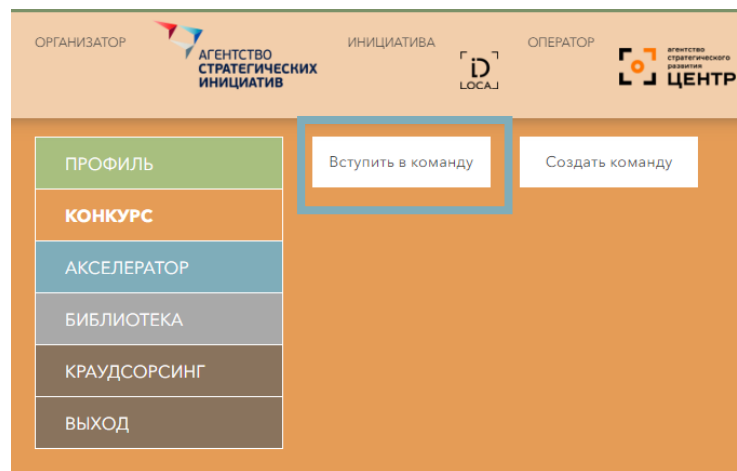 ОРГАНИЗАТОР
АГЕНТСТВО
СТРАТЕГИЧЕСКИХ
ИНИЦИАТИВ
ИНИЦИАТИВА
iD
LOCAL
ОПЕРАТОР
агентство
стратегического
развития
ЦЕНТР
ПРОФИЛЬ
КОНКУРС
АКСЕЛЕРАТОР
БИБЛИОТЕКА
КРАУДСОРСИНГ
ВЫХОД
Вступить в команду
Создать команду